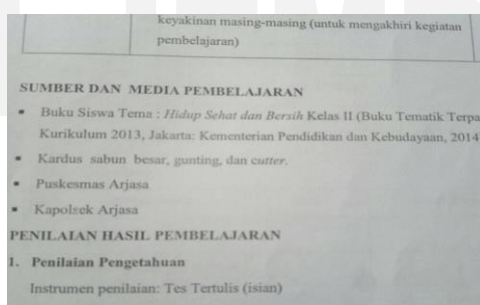 keyakinan masing-masing (untuk mengakhiri kegiatan
pembelajaran)
SUMBER DAN MEDIA PEMBELAJARAN
▪ Buku Siswa Tema : Hidup Sehat dan Bersih Kelas II (Buku Tematik Terpa
Kurikulum 2013, Jakarta: Kementerian Pendidikan dan Kebudayaan, 2014
▪ Kardus sabun besar, gunting, dan cutter.
▪ Puskesmas Arjasa
▪ Kapolsek Arjasa
PENILAIAN HASIL PEMBELAJARAN
1. Penilaian Pengetahuan
Instrumen penilaian: Tes Tertulis (isian)